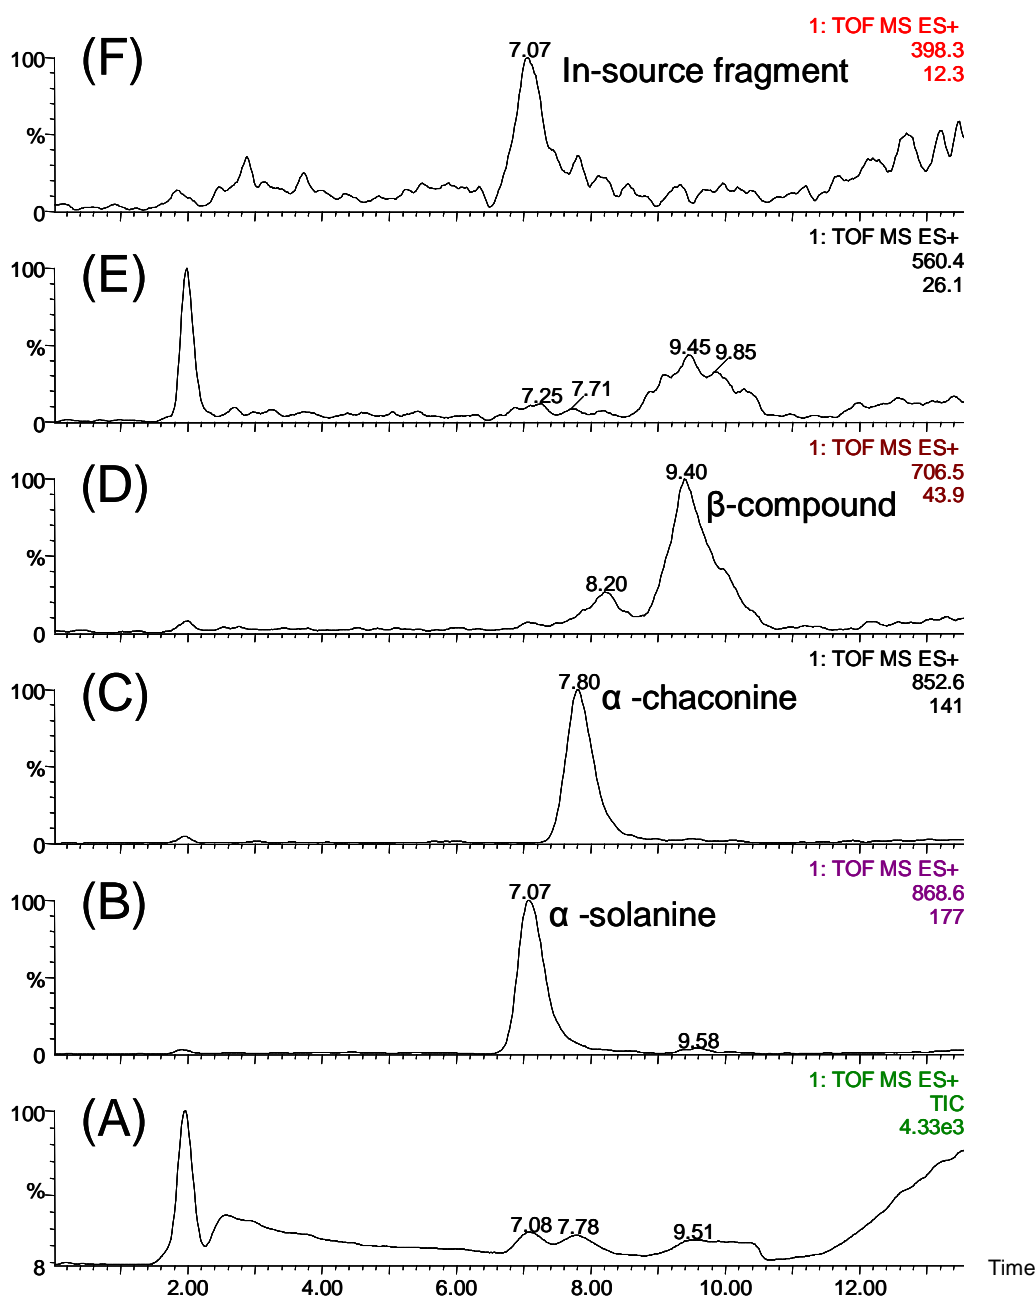 1: TOF MS ES+
398.3
12.3
(F)
7.07
In-source fragment
100
%
0
1: TOF MS ES+
560.4
26.1
(E)
100
%
0
7.25
7.71
9.45
9.85
1: TOF MS ES+
706.5
43.9
(D)
100
%
0
8.20
9.40
β-compound
1: TOF MS ES+
852.6
141
(C)
100
%
0
7.80
α -chaconine
1: TOF MS ES+
868.6
177
(B)
100
%
0
7.07
α -solanine
9.58
1: TOF MS ES+
TIC
4.33e3
(A)
100
%
8
7.08 7.78
9.51
Time
2.00 4.00 6.00 8.00 10.00 12.00